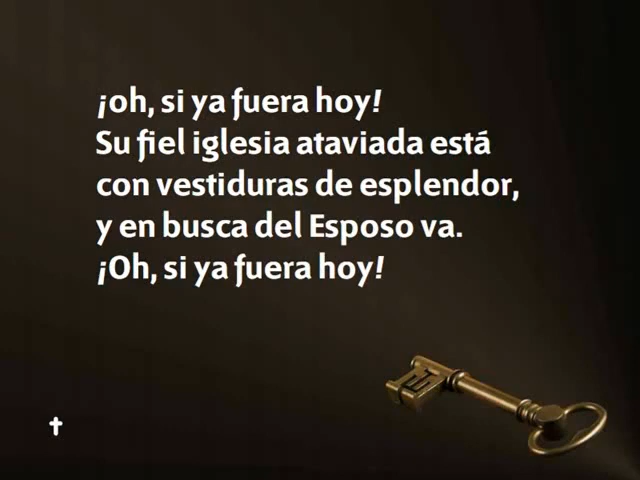 ¡oh, si ya fuera hoy!
Su fiel iglesia ataviada está
con vestiduras de esplendor,
y en busca del Esposo va.
¡Oh, si ya fuera hoy!